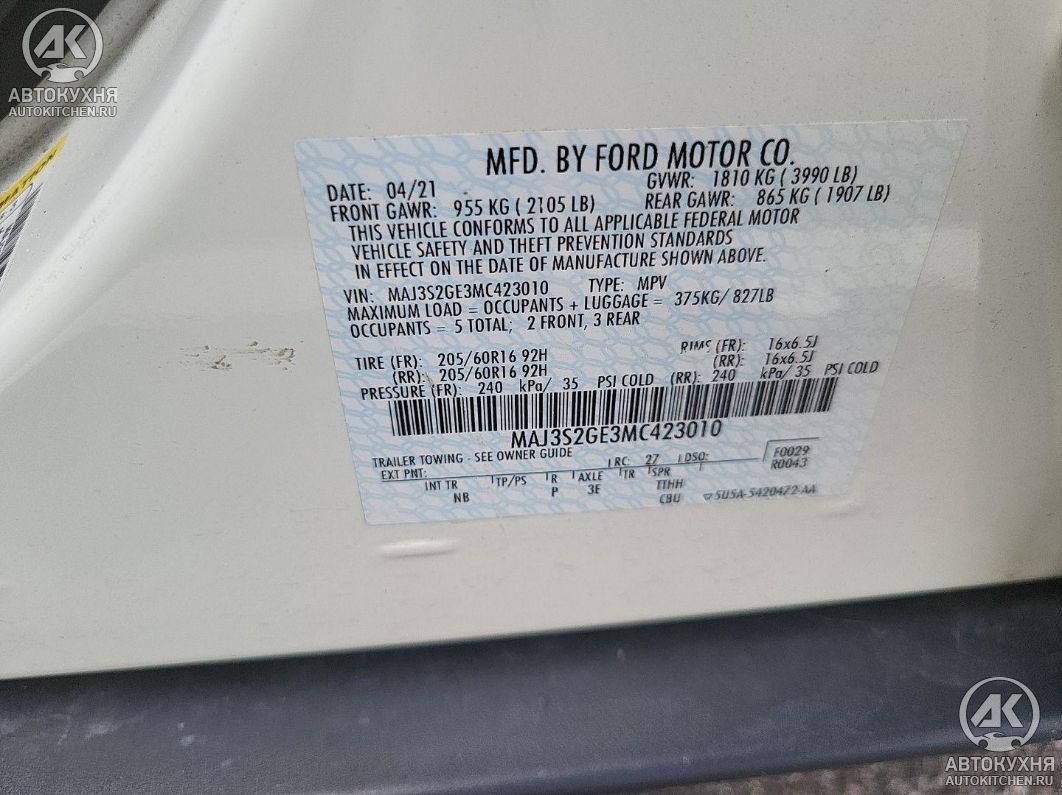 AK
АВТОКУХНЯ
AUTOKITCHEN.RU
MFD. BY FORD MOTOR CO.
DATE: 04/21 GVWR: 1810 KG ( 3990 LB)
FRONT GAWR: 955 KG ( 2105 LB) REAR GAWR: 865 KG ( 1907 LB)
THIS VEHICLE CONFORMS TO ALL APPLICABLE FEDERAL MOTOR
VEHICLE SAFETY AND THEFT PREVENTION STANDARDS
IN EFFECT ON THE DATE OF MANUFACTURE SHOWN ABOVE.
VIN: MAJ3S2GE3MC423010 TYPE: MPV
MAXIMUM LOAD = OCCUPANTS + LUGGAGE = 375KG/ 827LB
OCCUPANTS = 5 TOTAL; 2 FRONT, 3 REAR
TIRE (FR): 205/60R16 92H RIMS (FR): 16x6.5J
(RR): 205/60R16 92H (RR): 16x6.5J
PRESSURE (FR): 240 kPa/ 35 PSI COLD (RR): 240 kPa/ 35 PSI COLD
MAJ3S2GE3MC423010
TRAILER TOWING - SEE OWNER GUIDE
EXT PNT: RC: 27 DSO: F0029
R0043
INT TR TP/PS R AXLE TR SPR
NB P 3E TTHH
CBU 5U5A-5420472-AA
AK
АВТОКУХНЯ
AUTOKITCHEN.RU